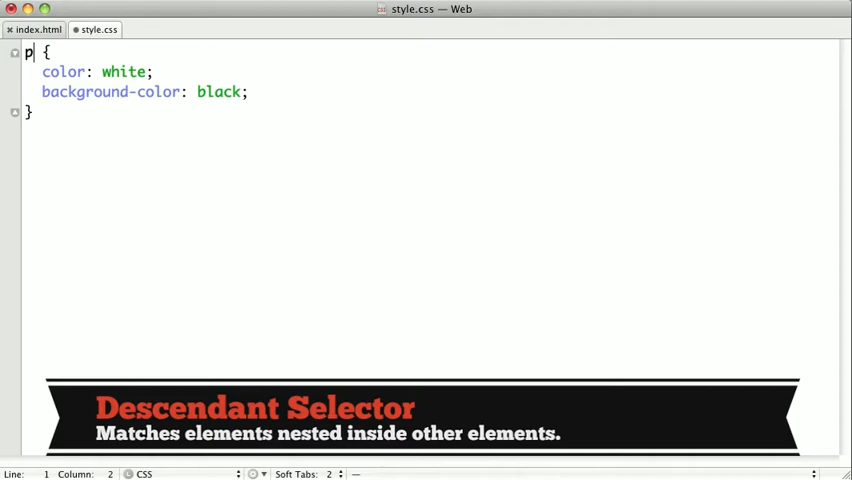 style.css — Web
index.html
style.css
p {
color: white;
background-color: black;
}
Descendant Selector
Matches elements nested inside other elements.
Line: 1 Column: 2 CSS Soft Tabs: 2 —